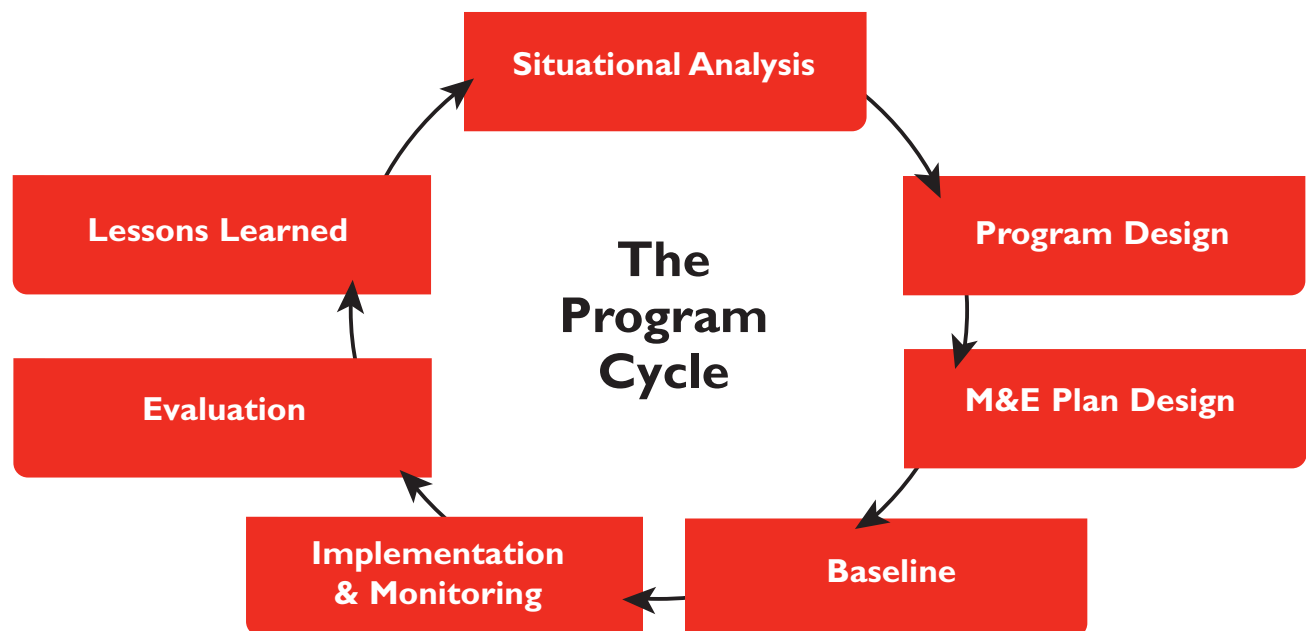 Situational Analysis
Program Design
M&E Plan Design
Baseline
Implementation
& Monitoring
Evaluation
Lessons Learned
The
Program
Cycle